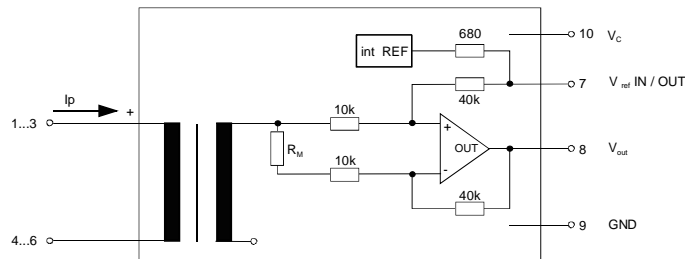 680
10 V_C
int REF
7 V_ref IN / OUT
40k
Ip
+
10k
1...3
+
R_M
OUT
8 V_out
10k
-
40k
9 GND
4...6